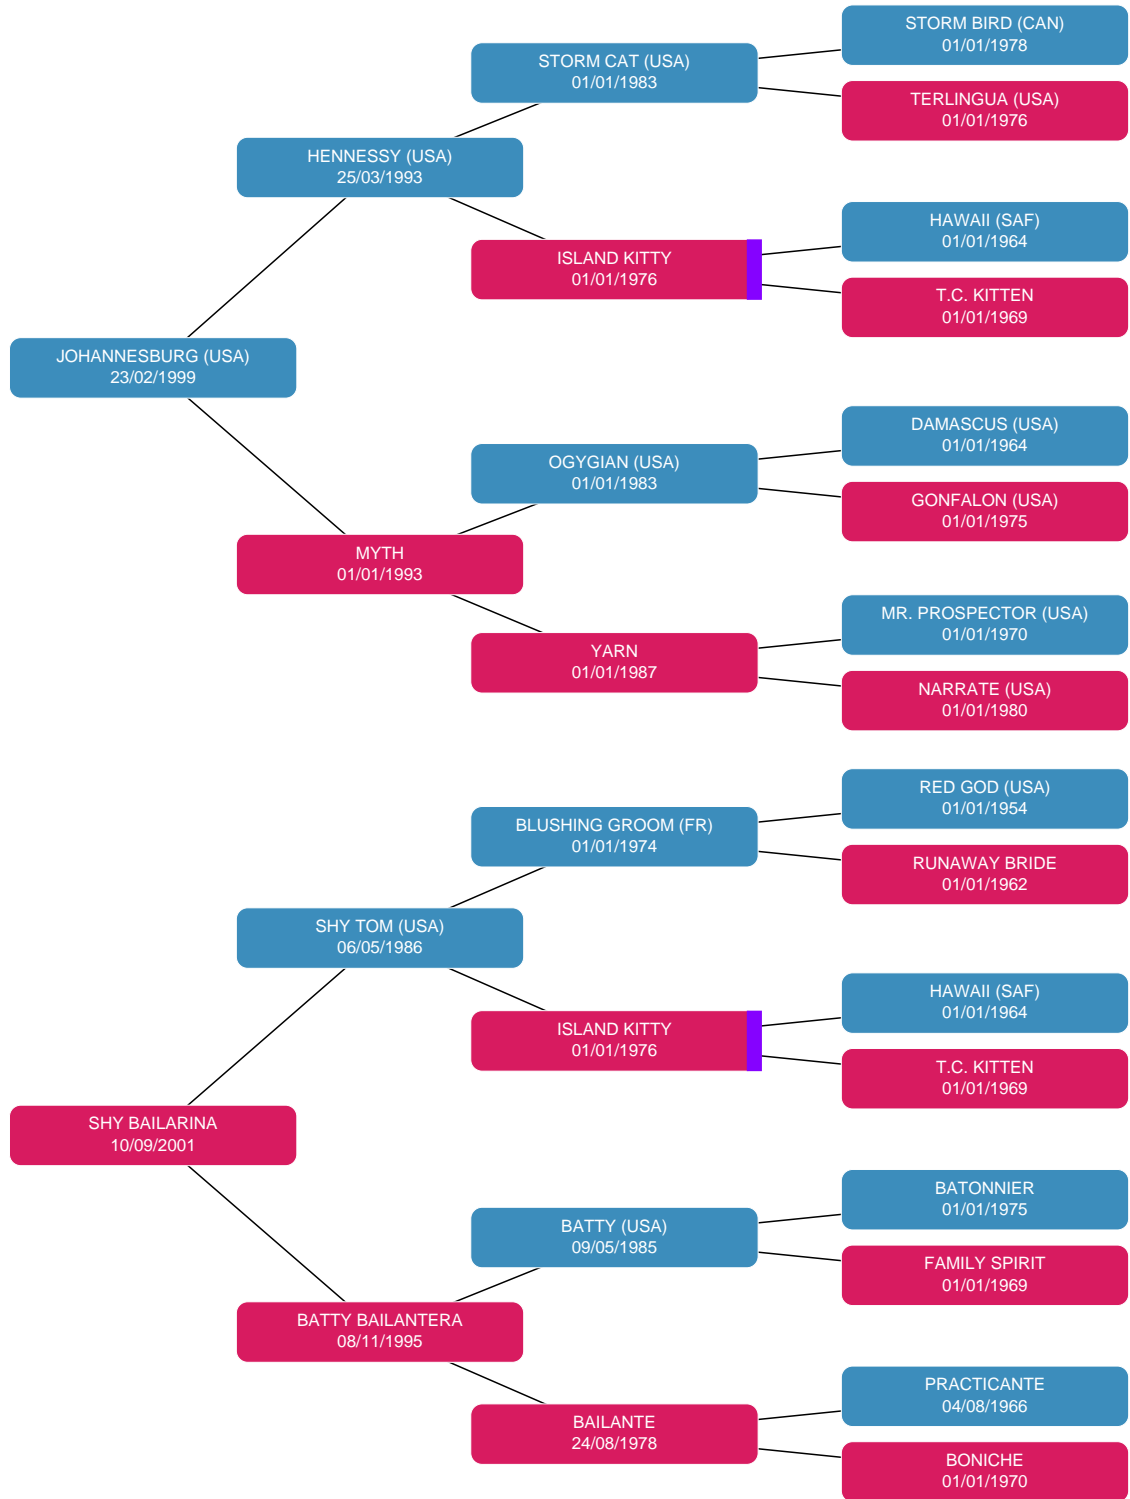 STORM BIRD (CAN)
01/01/1978
STORM CAT (USA)
01/01/1983
TERLINGUA (USA)
01/01/1976
HENNESSY (USA)
25/03/1993
HAWAII (SAF)
01/01/1964
ISLAND KITTY
01/01/1976
T.C. KITTEN
01/01/1969
JOHANNESBURG (USA)
23/02/1999
DAMASCUS (USA)
01/01/1964
OGYGIAN (USA)
01/01/1983
GONFALON (USA)
01/01/1975
MYTH
01/01/1993
MR. PROSPECTOR (USA)
01/01/1970
YARN
01/01/1987
NARRATE (USA)
01/01/1980
RED GOD (USA)
01/01/1954
BLUSHING GROOM (FR)
01/01/1974
RUNAWAY BRIDE
01/01/1962
SHY TOM (USA)
06/05/1986
HAWAII (SAF)
01/01/1964
ISLAND KITTY
01/01/1976
T.C. KITTEN
01/01/1969
SHY BAILARINA
10/09/2001
BATONNIER
01/01/1975
BATTY (USA)
09/05/1985
FAMILY SPIRIT
01/01/1969
BATTY BAILANTERA
08/11/1995
PRACTICANTE
04/08/1966
BAILANTE
24/08/1978
BONICHE
01/01/1970